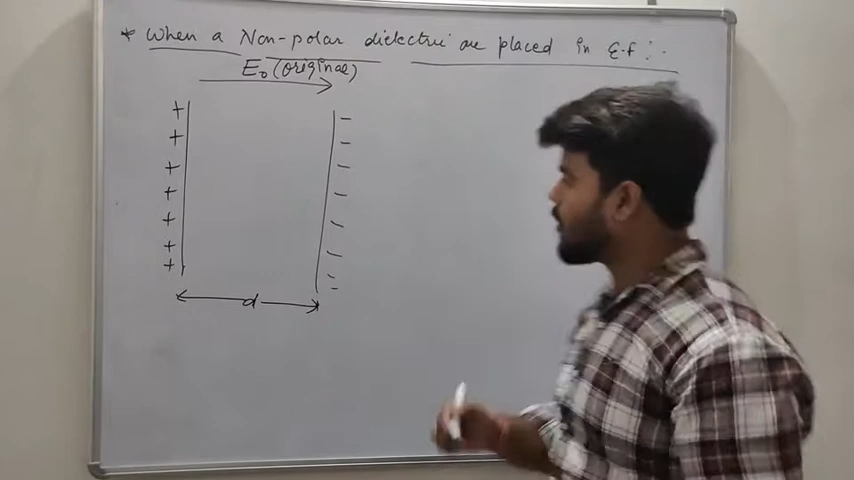 * When a Non-polar dielectric are placed in E.f :-
E₀ (original)
+ -
+ -
+ -
+ -
+ -
+ -
+ -
-
d